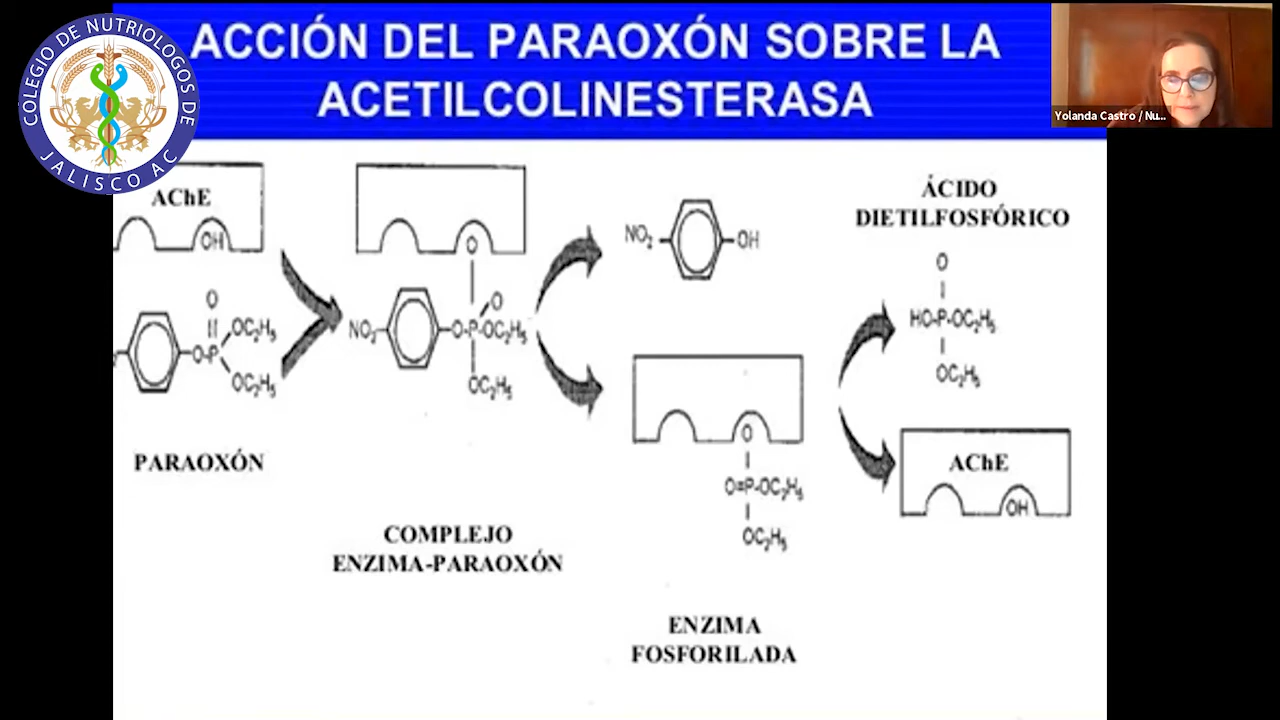 COLEGIO DE NUTRIOLOGOS DE
JALISCO AC
ACCIÓN DEL PARAOXÓN SOBRE LA
ACETILCOLINESTERASA
Yolanda Castro / Nu...
AChE
OH
O
O-P
OC₂H₅
OC₂H₅
PARAOXÓN
O
O
NO₂
O-P-OC₂H₅
OC₂H₅
COMPLEJO
ENZIMA-PARAOXÓN
NO₂
OH
O
O=P-OC₂H₅
OC₂H₅
ENZIMA
FOSFORILADA
ÁCIDO
DIETILFOSFÓRICO
O
HO-P-OC₂H₅
OC₂H₅
AChE
OH